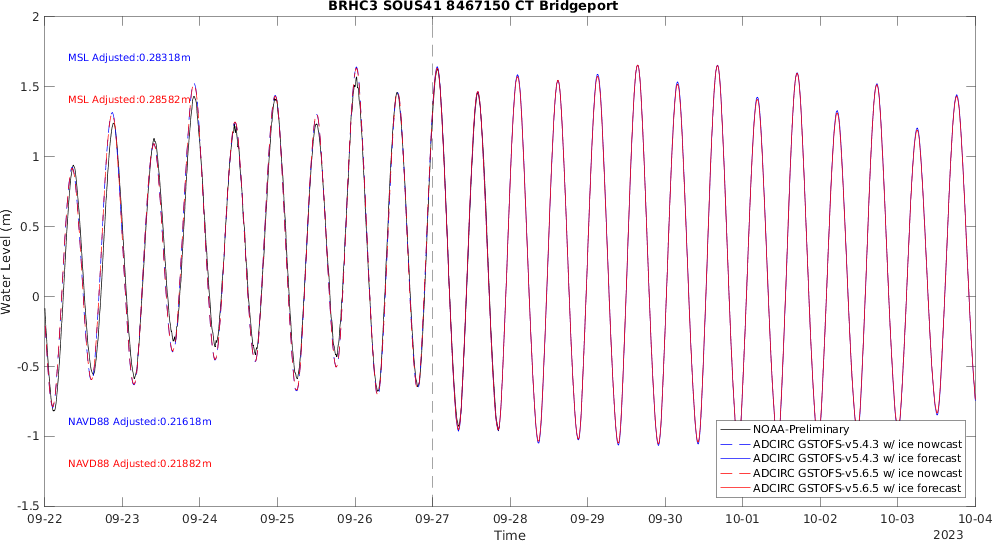 BRHC3 SOUS41 8467150 CT Bridgeport
2
1.5
1
0.5
0
-0.5
-1
-1.5
Water Level (m)
MSL Adjusted:0.28318m
MSL Adjusted:0.28582m
NAVD88 Adjusted:0.21618m
NAVD88 Adjusted:0.21882m
NOAA-Preliminary
ADCIRC GSTOFS-v5.4.3 w/ ice nowcast
ADCIRC GSTOFS-v5.4.3 w/ ice forecast
ADCIRC GSTOFS-v5.6.5 w/ ice nowcast
ADCIRC GSTOFS-v5.6.5 w/ ice forecast
09-22 09-23 09-24 09-25 09-26 09-27 09-28 09-29 09-30 10-01 10-02 10-03 10-04
Time
2023